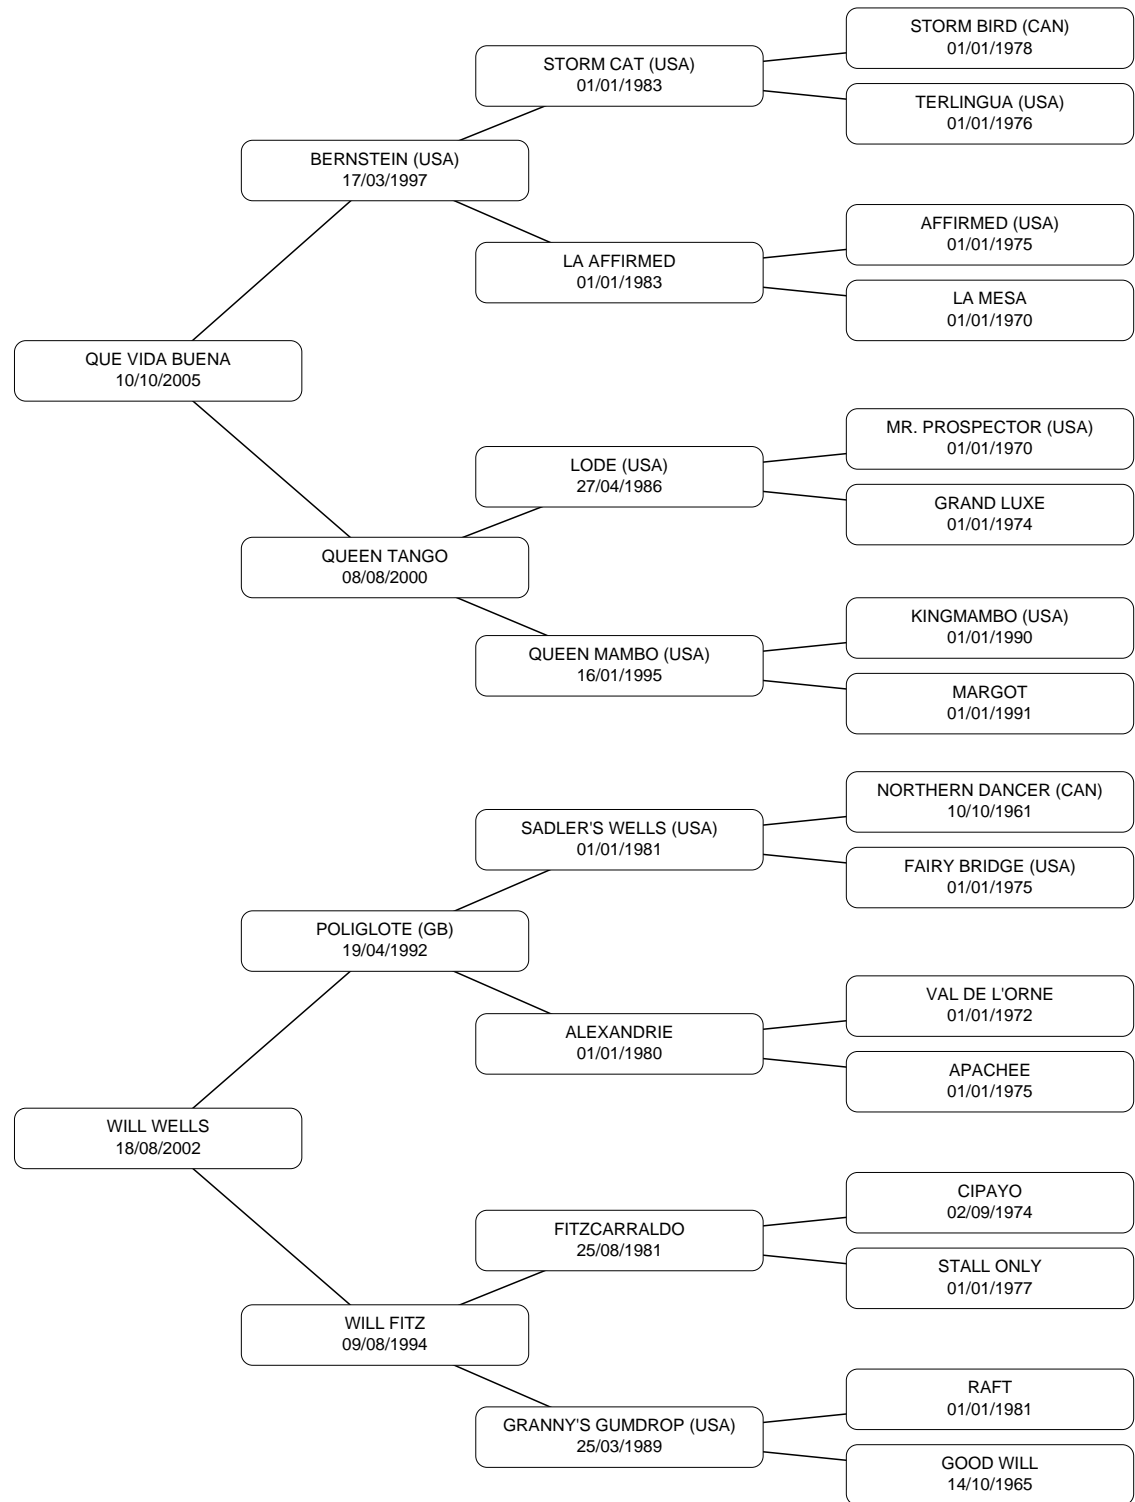 STORM BIRD (CAN)
01/01/1978
STORM CAT (USA)
01/01/1983
TERLINGUA (USA)
01/01/1976
BERNSTEIN (USA)
17/03/1997
AFFIRMED (USA)
01/01/1975
LA AFFIRMED
01/01/1983
LA MESA
01/01/1970
QUE VIDA BUENA
10/10/2005
MR. PROSPECTOR (USA)
01/01/1970
LODE (USA)
27/04/1986
GRAND LUXE
01/01/1974
QUEEN TANGO
08/08/2000
KINGMAMBO (USA)
01/01/1990
QUEEN MAMBO (USA)
16/01/1995
MARGOT
01/01/1991
NORTHERN DANCER (CAN)
10/10/1961
SADLER'S WELLS (USA)
01/01/1981
FAIRY BRIDGE (USA)
01/01/1975
POLIGLOTE (GB)
19/04/1992
VAL DE L'ORNE
01/01/1972
ALEXANDRIE
01/01/1980
APACHEE
01/01/1975
WILL WELLS
18/08/2002
CIPAYO
02/09/1974
FITZCARRALDO
25/08/1981
STALL ONLY
01/01/1977
WILL FITZ
09/08/1994
RAFT
01/01/1981
GRANNY'S GUMDROP (USA)
25/03/1989
GOOD WILL
14/10/1965